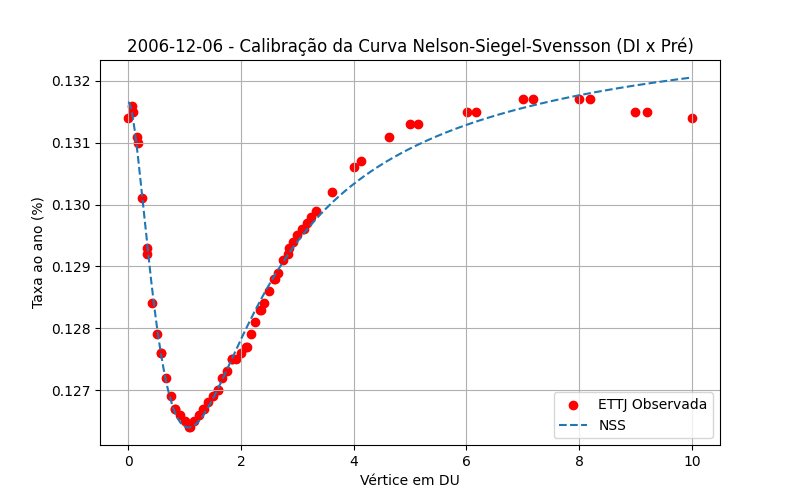 2006-12-06 - Calibração da Curva Nelson-Siegel-Svensson (DI x Pré)
0.132
0.131
0.130
0.129
0.128
0.127
Taxa ao ano (%)
ETTJ Observada
NSS
0 2 4 6 8 10
Vértice em DU